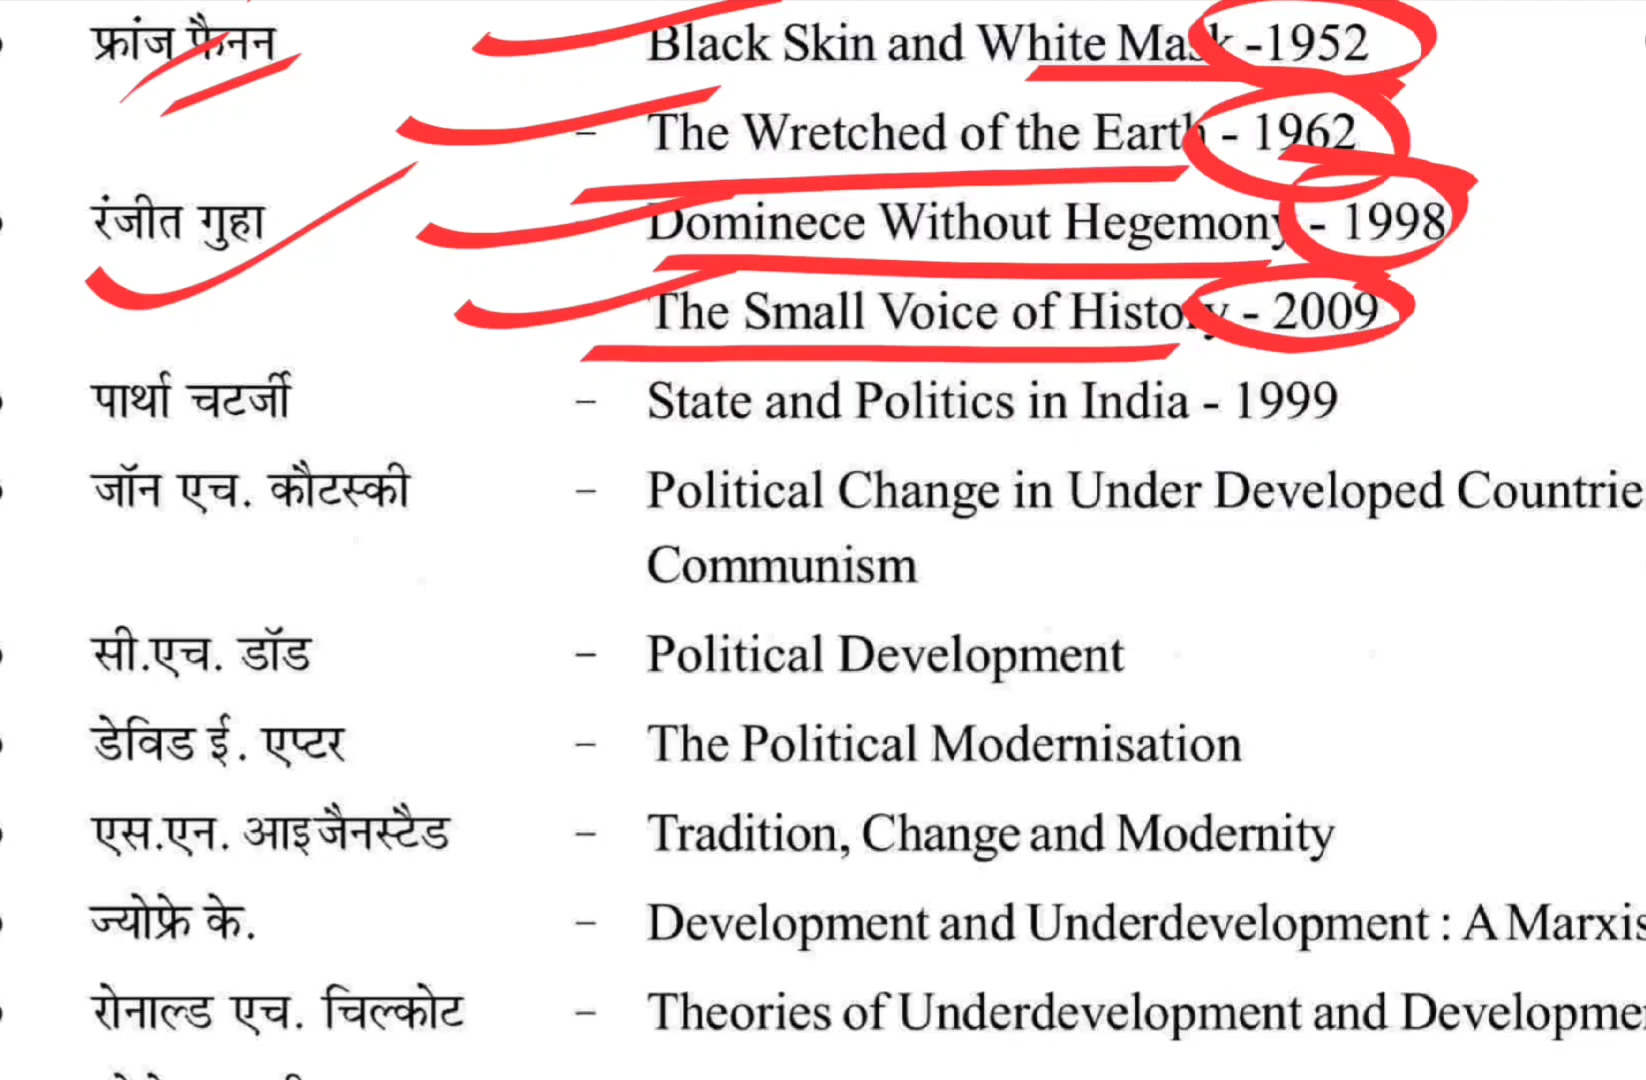 फ्रांज फैनन Black Skin and White Mask -1952
– The Wretched of the Earth - 1962
रंजीत गुहा Dominece Without Hegemony - 1998
The Small Voice of History - 2009
पार्था चटर्जी – State and Politics in India - 1999
जॉन एच. कौटस्की – Political Change in Under Developed Countrie
Communism
सी.एच. डॉड – Political Development
डेविड ई. एप्टर – The Political Modernisation
एस.एन. आइजैनस्टैड – Tradition, Change and Modernity
ज्योफ्रे के. – Development and Underdevelopment : A Marxis
रोनाल्ड एच. चिल्कोट – Theories of Underdevelopment and Developme